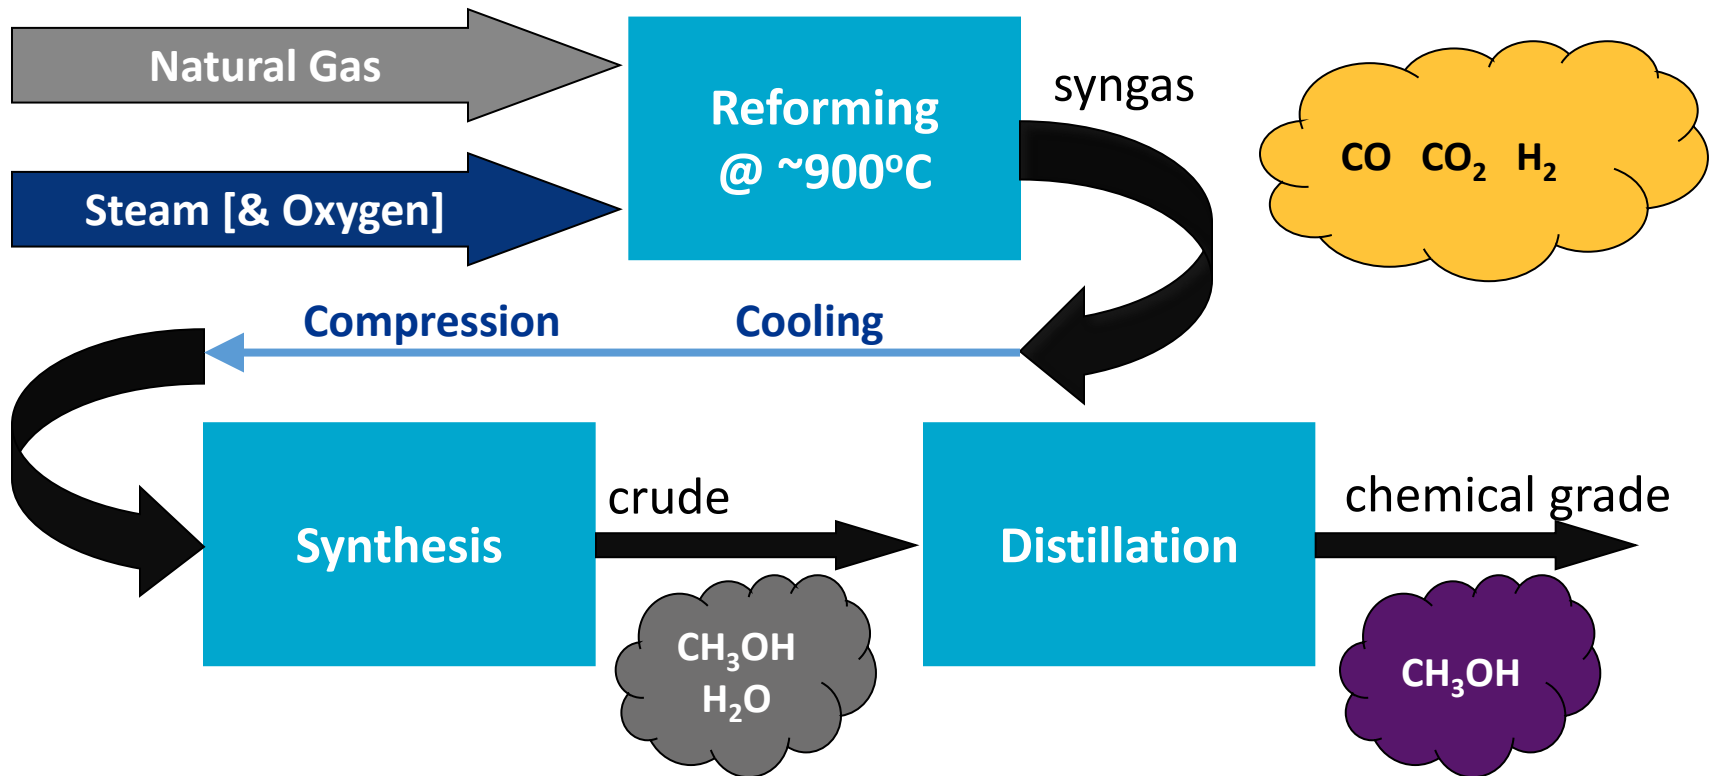 Natural Gas
Reforming
@ ~900°C
syngas
CO CO₂ H₂
Steam [& Oxygen]
Compression
Cooling
Synthesis
crude
CH₃OH
H₂O
Distillation
chemical grade
CH₃OH